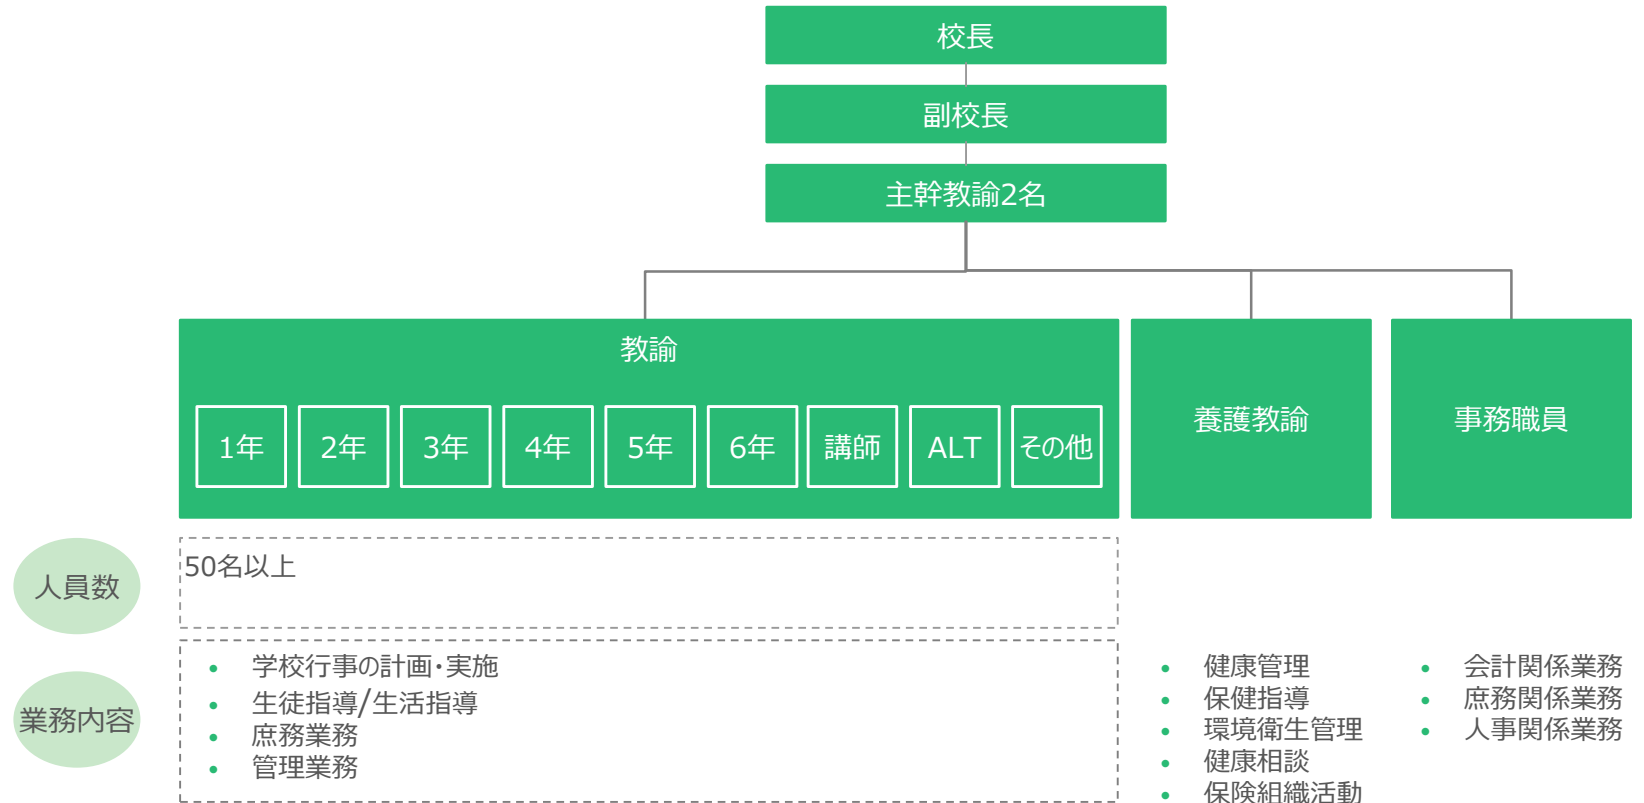 校長
副校長
主幹教諭2名
教諭
1年
2年
3年
4年
5年
6年
講師
ALT
その他
養護教諭
事務職員
人員数
50名以上
業務内容
• 学校行事の計画・実施
• 生徒指導/生活指導
• 庶務業務
• 管理業務
• 健康管理
• 保健指導
• 環境衛生管理
• 健康相談
• 保険組織活動
• 会計関係業務
• 庶務関係業務
• 人事関係業務